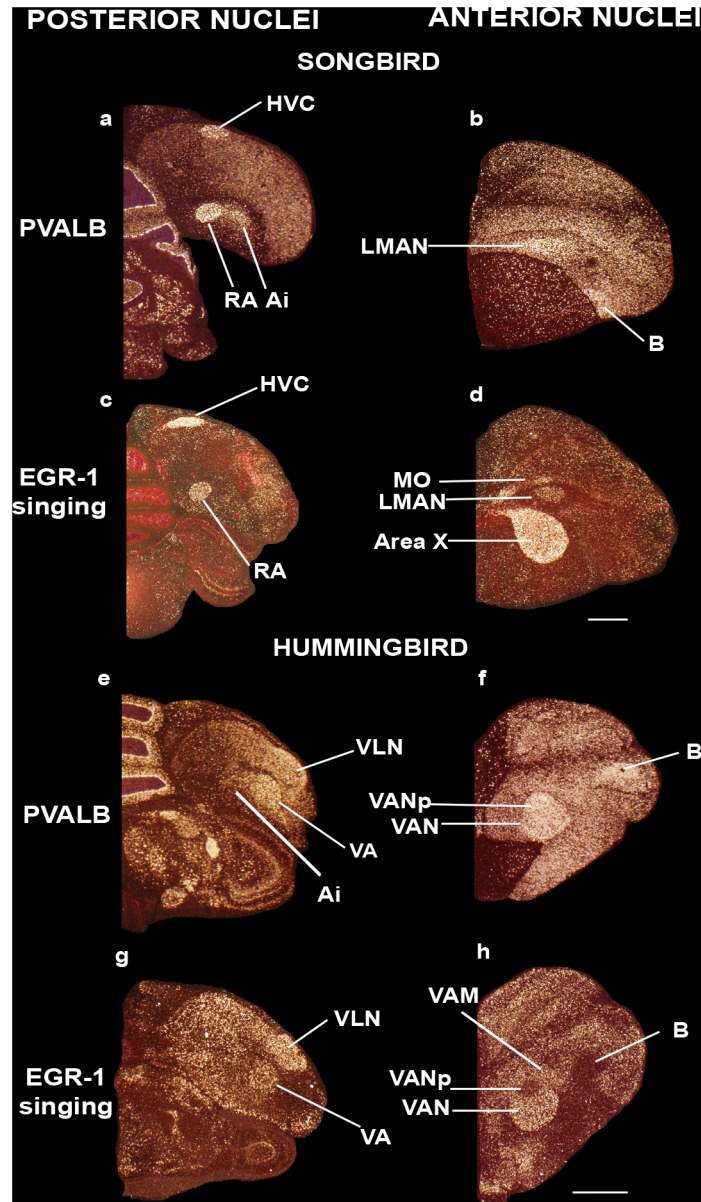 POSTERIOR NUCLEI ANTERIOR NUCLEI
SONGBIRD
HVC
a b
PVALB
LMAN
RA Ai
B
HVC
c d
EGR-1
singing
MO
LMAN
Area X
RA
HUMMINGBIRD
e f
VLN
B
PVALB
VANp
VAN
VA
Ai
g h
VAM
VLN
B
EGR-1
singing
VANp
VAN
VA